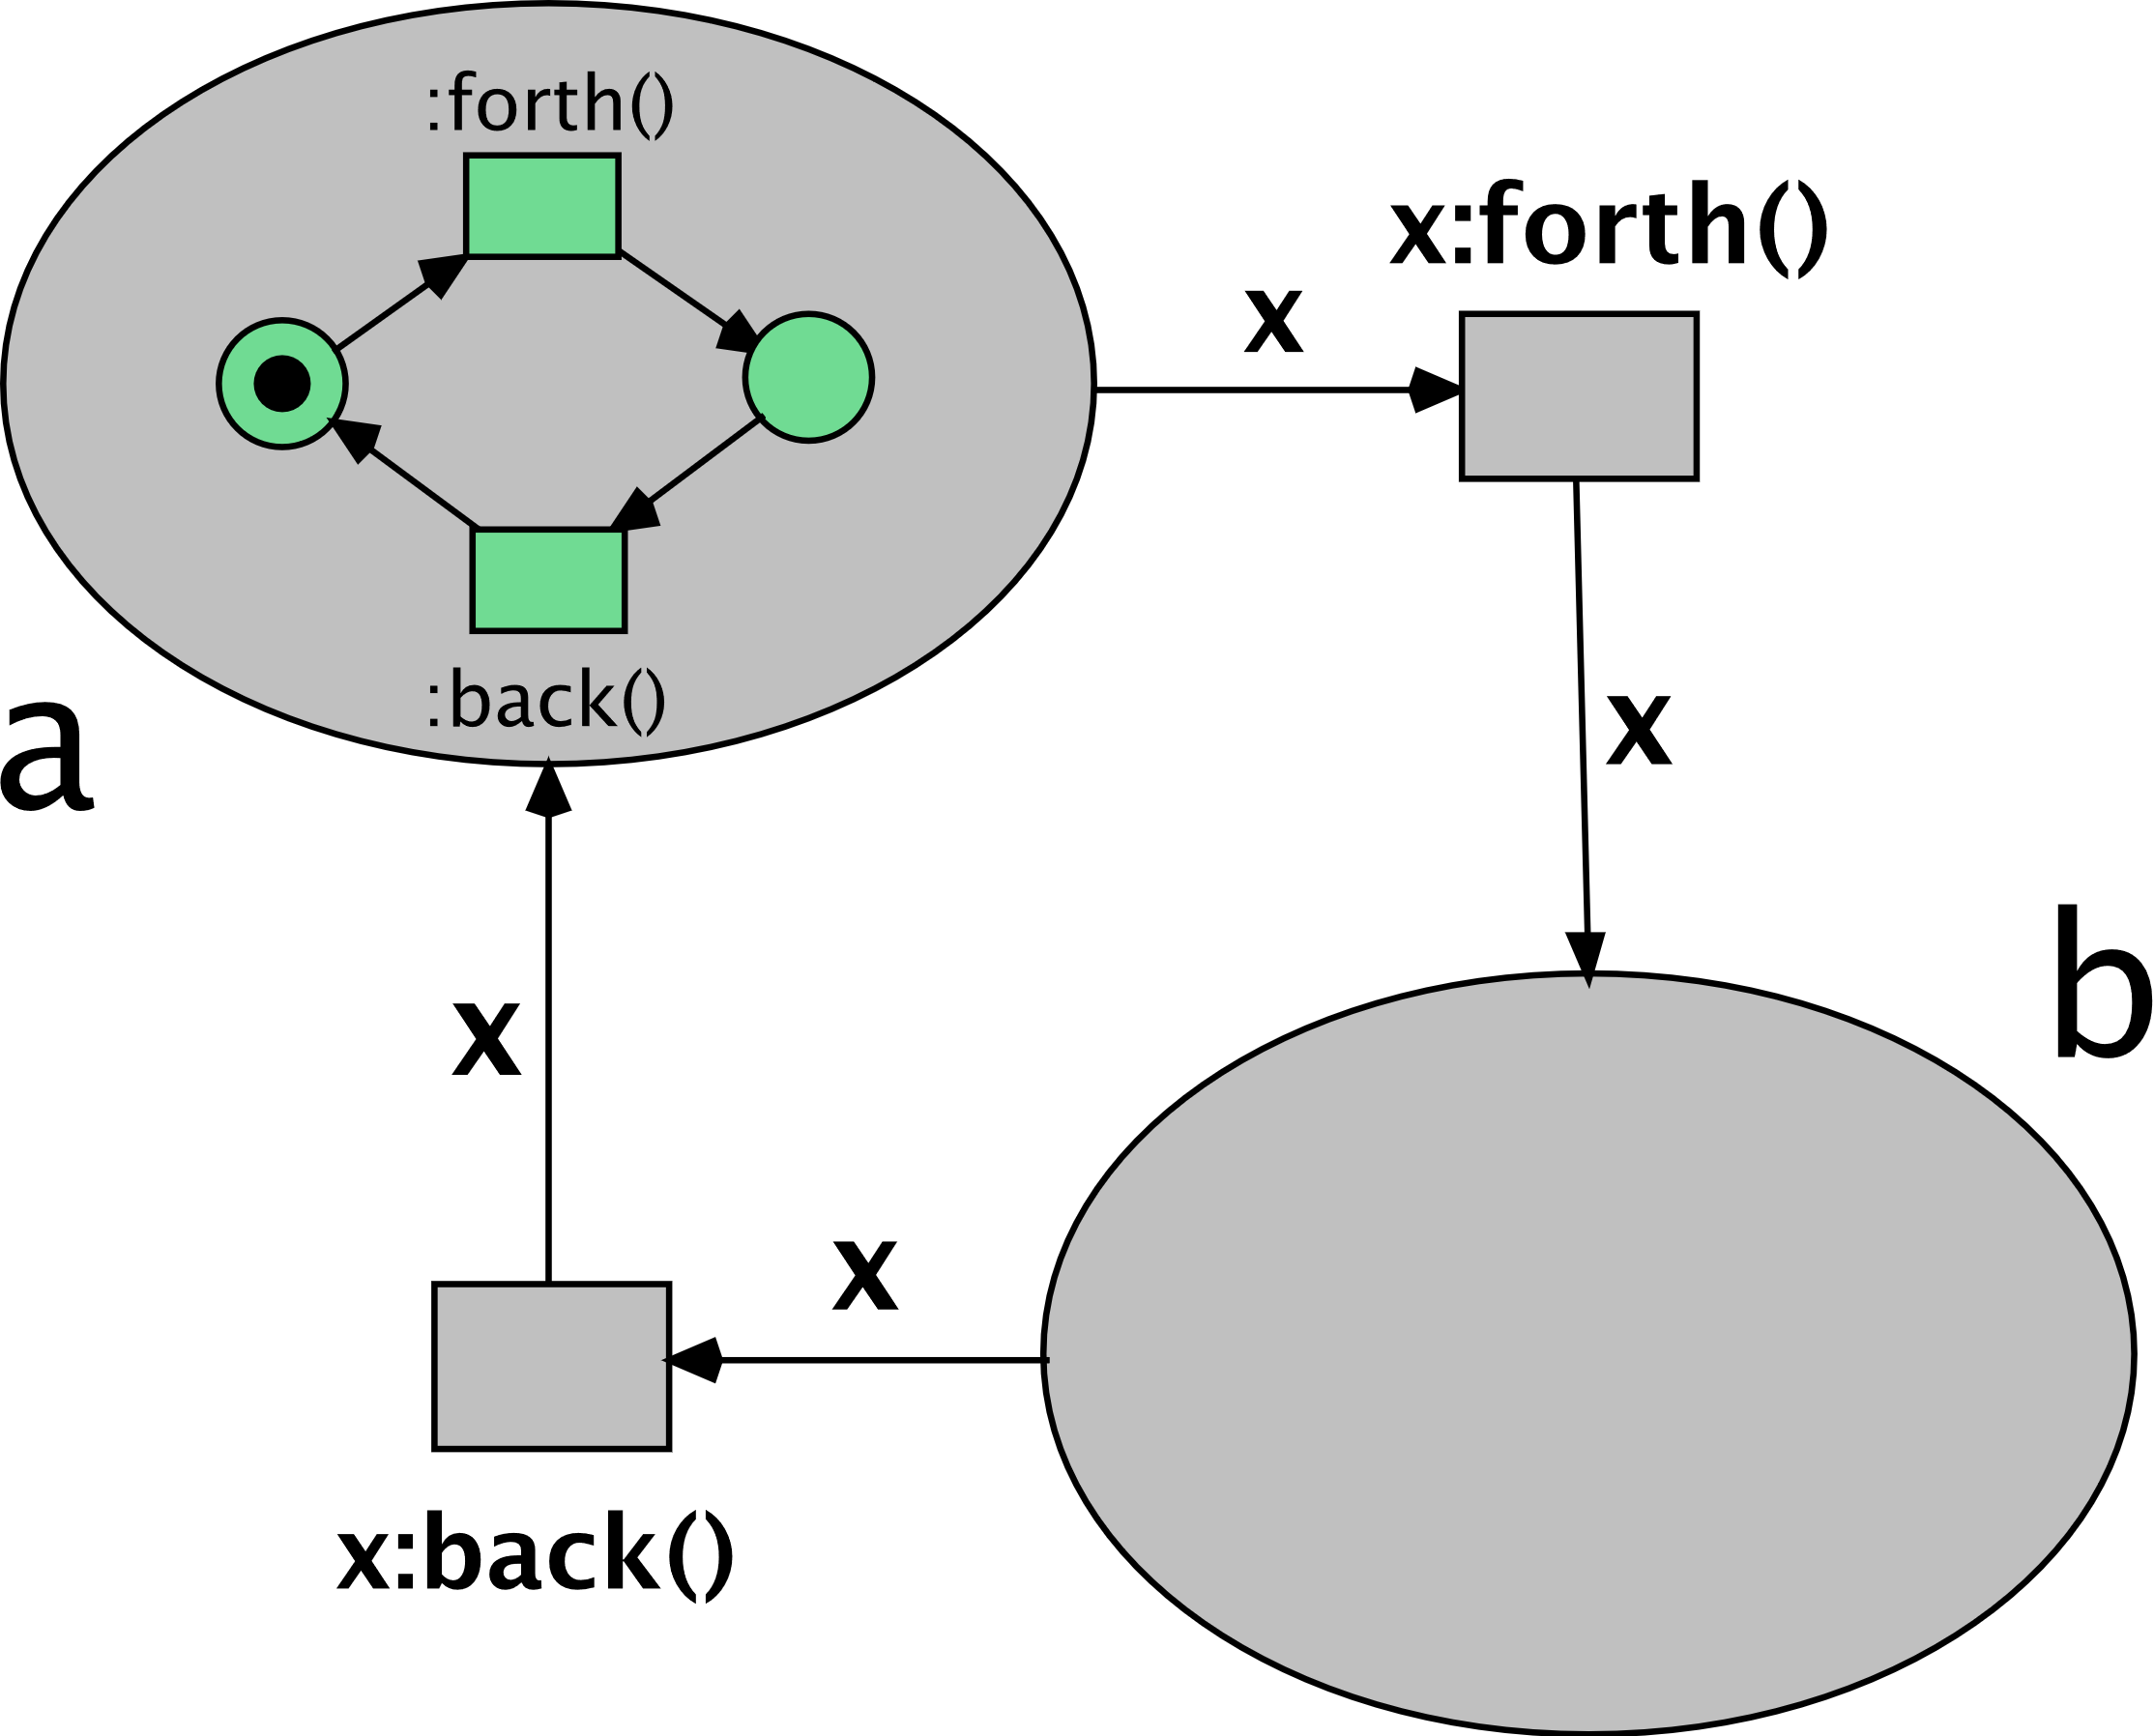 :forth()
x:forth()
x
:back()
a
x
b
x
x
x:back()